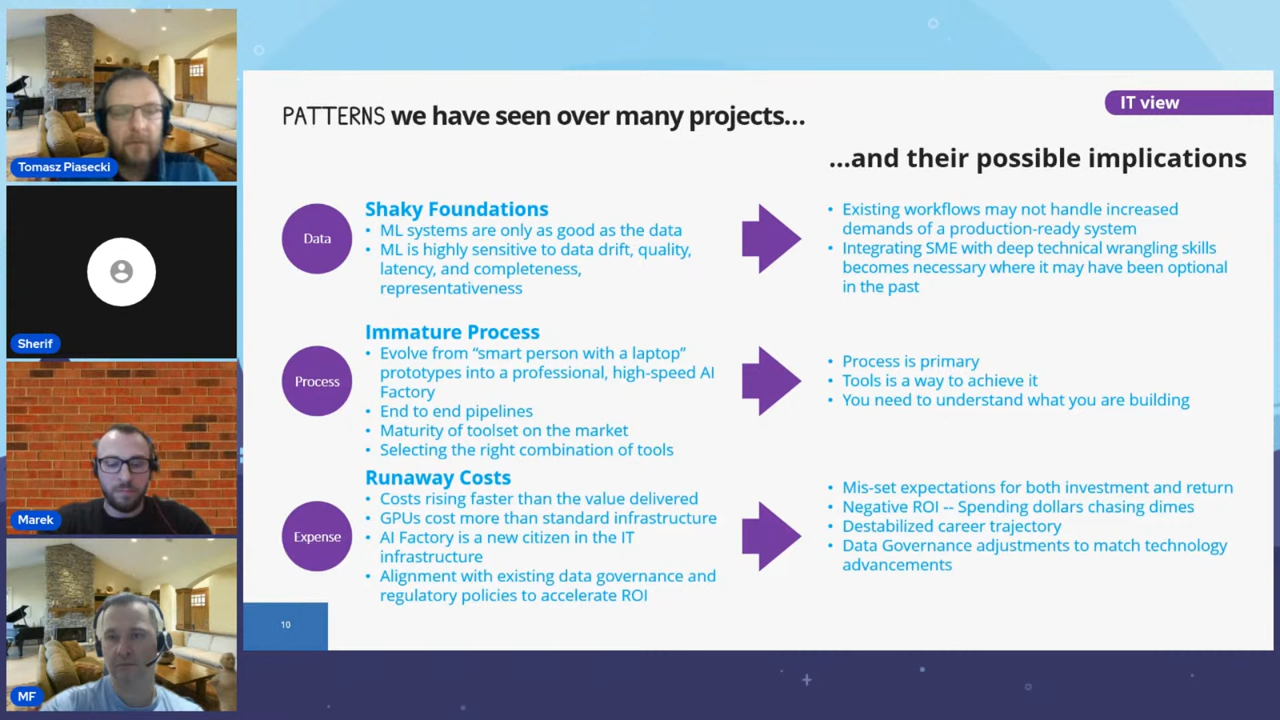 Tomasz Piasecki
Sherif
Marek
MF
PATTERNS we have seen over many projects...
IT view
...and their possible implications
Data
Shaky Foundations
• ML systems are only as good as the data
• ML is highly sensitive to data drift, quality,
latency, and completeness,
representativeness
• Existing workflows may not handle increased
demands of a production-ready system
• Integrating SME with deep technical wrangling skills
becomes necessary where it may have been optional
in the past
Process
Immature Process
• Evolve from “smart person with a laptop”
prototypes into a professional, high-speed AI
Factory
• End to end pipelines
• Maturity of toolset on the market
• Selecting the right combination of tools
• Process is primary
• Tools is a way to achieve it
• You need to understand what you are building
Expense
Runaway Costs
• Costs rising faster than the value delivered
• GPUs cost more than standard infrastructure
• AI Factory is a new citizen in the IT
infrastructure
• Alignment with existing data governance and
regulatory policies to accelerate ROI
• Mis-set expectations for both investment and return
• Negative ROI -- Spending dollars chasing dimes
• Destabilized career trajectory
• Data Governance adjustments to match technology
advancements
10